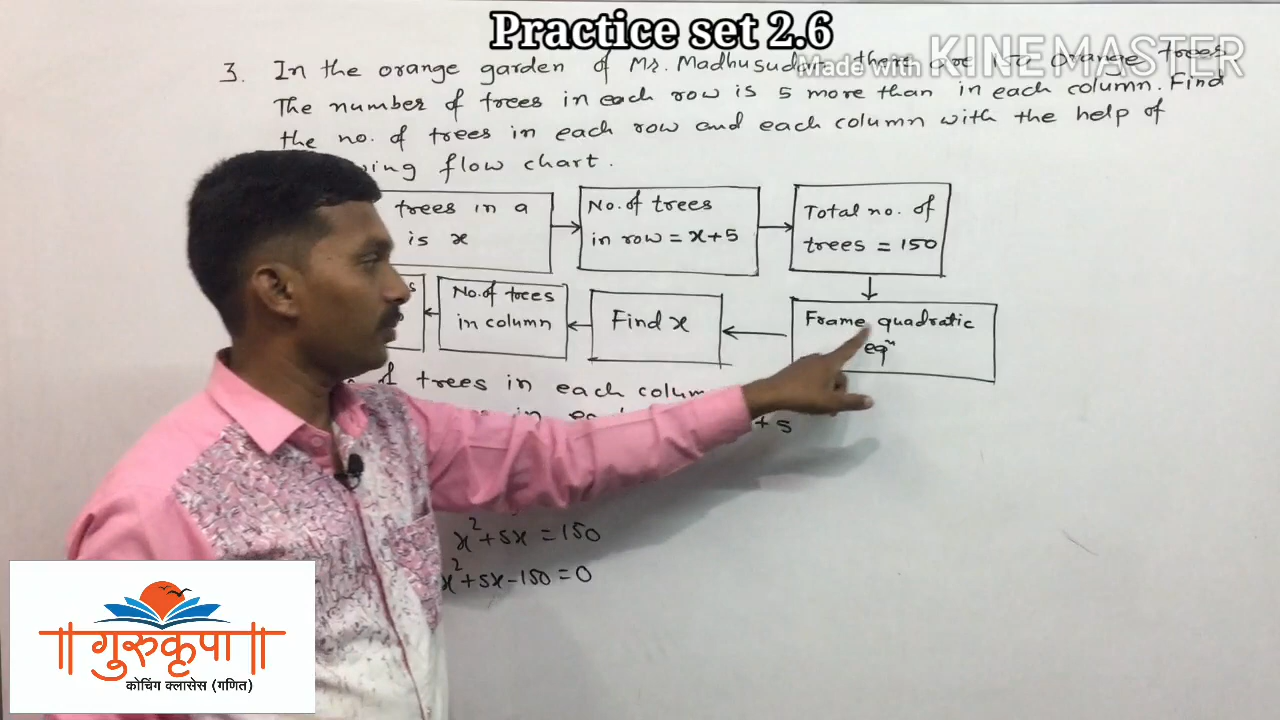 Practice set 2.6
Made with KINEMASTER
3. In the orange garden of Mr. Madhusudan there are 150 orange trees
The number of trees in each row is 5 more than in each column. Find
the no. of trees in each row and each column with the help of
flow chart.
trees in a
is x
No. of trees
in row = x+5
Total no. of
trees = 150
Frame quadratic
eqⁿ
Find x
No. of trees
in column
of trees in each colum
in
+ 5
x²+5x = 150
x²+5x-150=0
॥ गुरुकृपा ॥
कोचिंग क्लासेस (गणित)